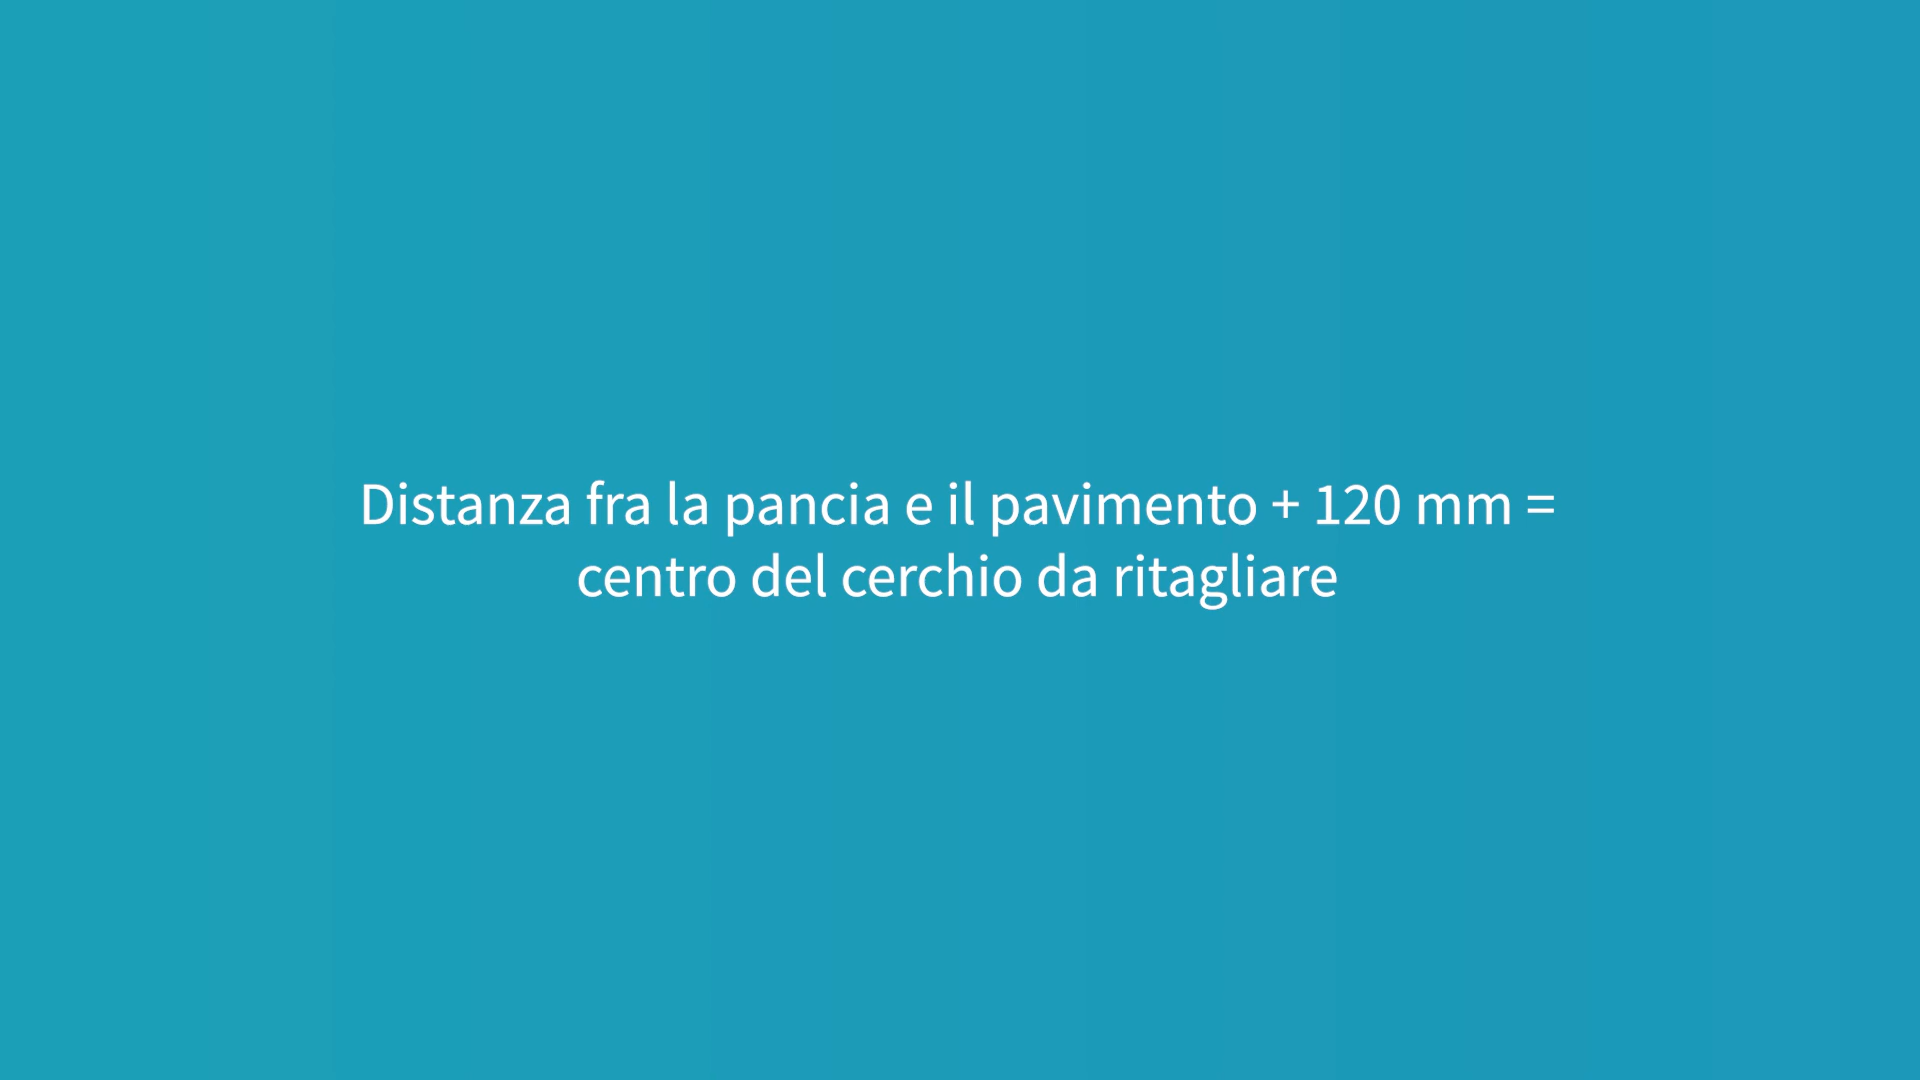 Distanza fra la pancia e il pavimento + 120 mm =
centro del cerchio da ritagliare